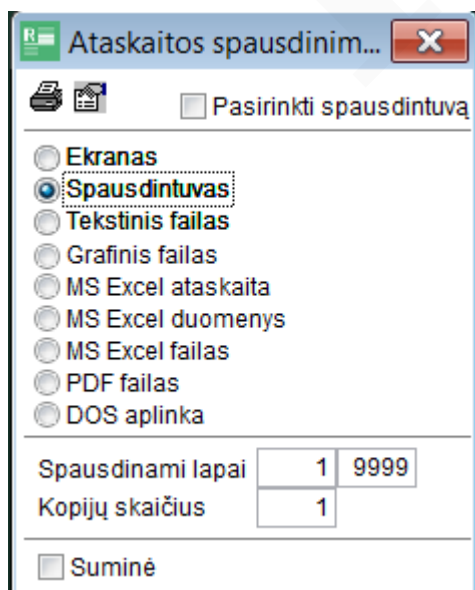 Ataskaitos spausdinim...
Pasirinkti spausdintuvą
Ekranas
Spausdintuvas
Tekstinis failas
Grafinis failas
MS Excel ataskaita
MS Excel duomenys
MS Excel failas
PDF failas
DOS aplinka
Spausdinami lapai 1 9999
Kopijų skaičius 1
Suminė